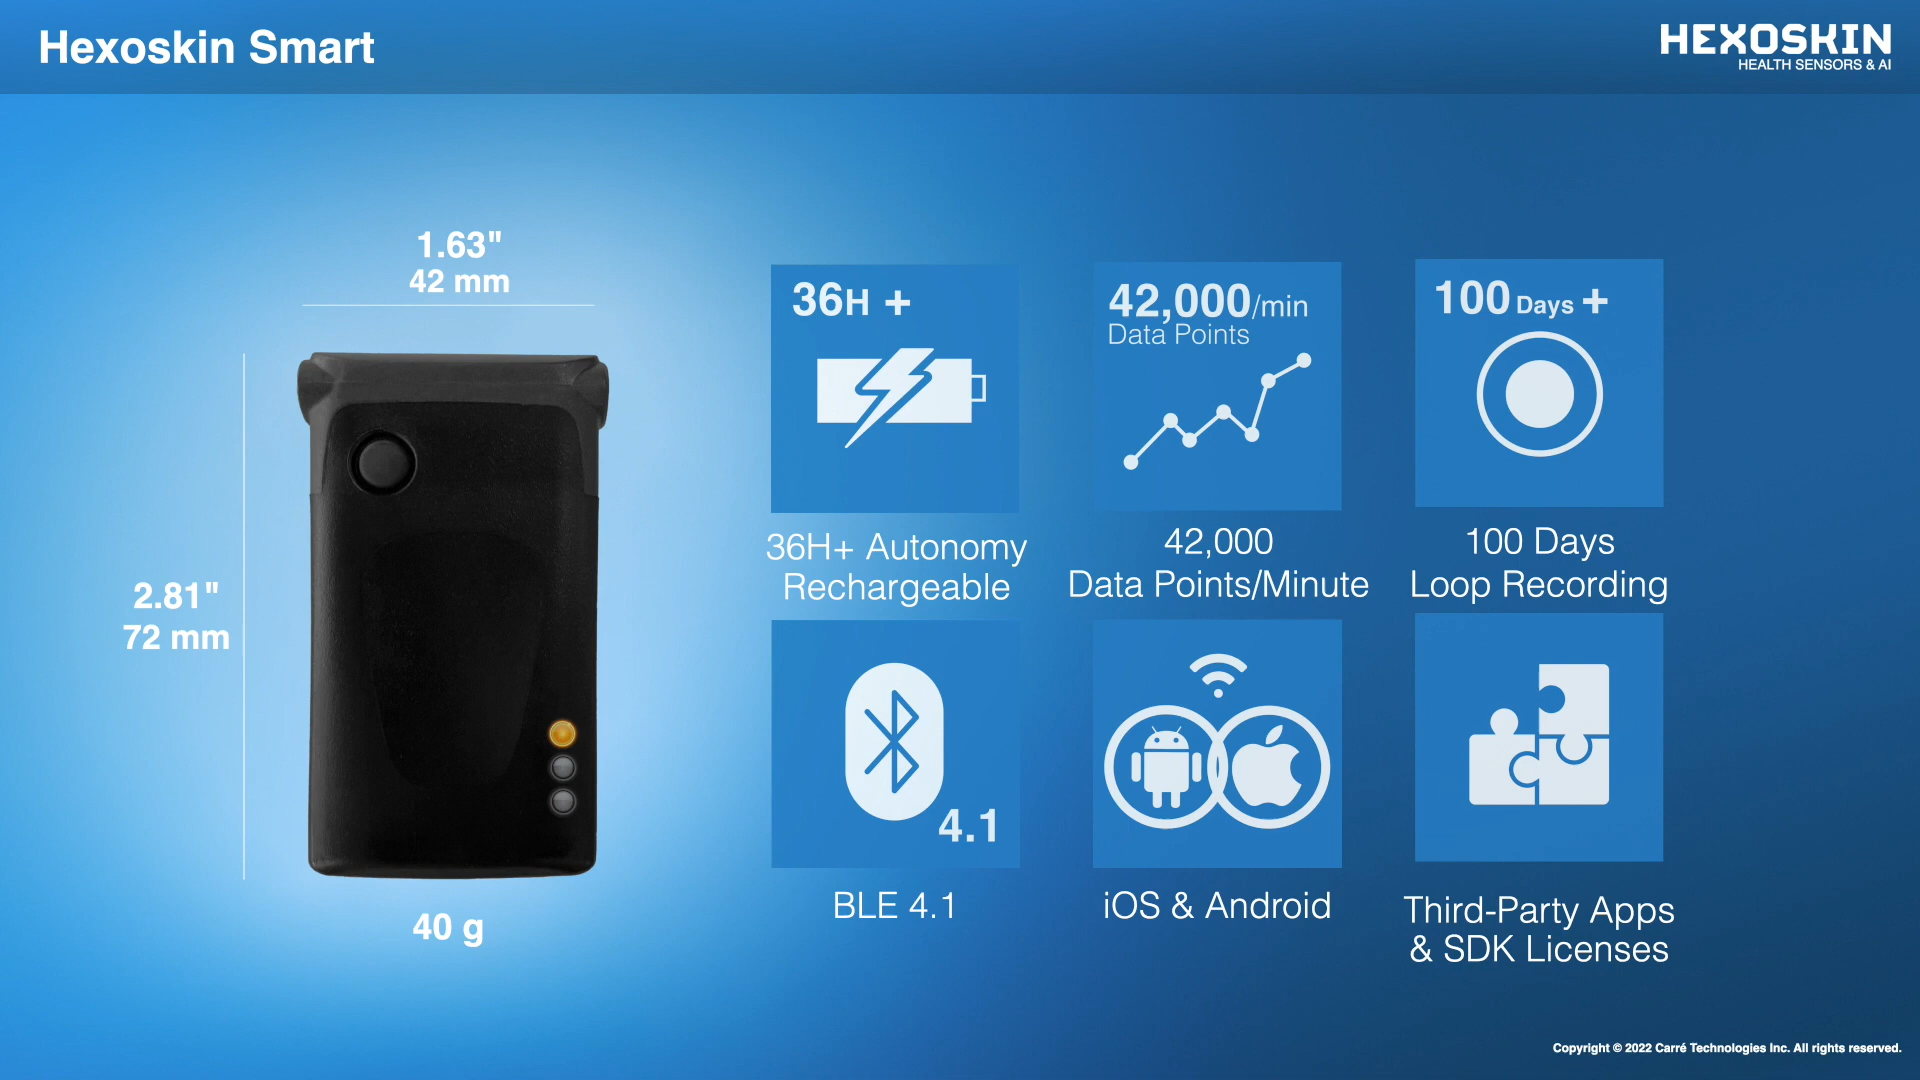 Hexoskin Smart
HEXOSKIN
HEALTH SENSORS & AI
1.63"
42 mm
2.81"
72 mm
40 g
36H +
36H+ Autonomy
Rechargeable
42,000/min
Data Points
42,000
Data Points/Minute
100 Days +
100 Days
Loop Recording
4.1
BLE 4.1
iOS & Android
Third-Party Apps
& SDK Licenses
Copyright © 2022 Carré Technologies Inc. All rights reserved.